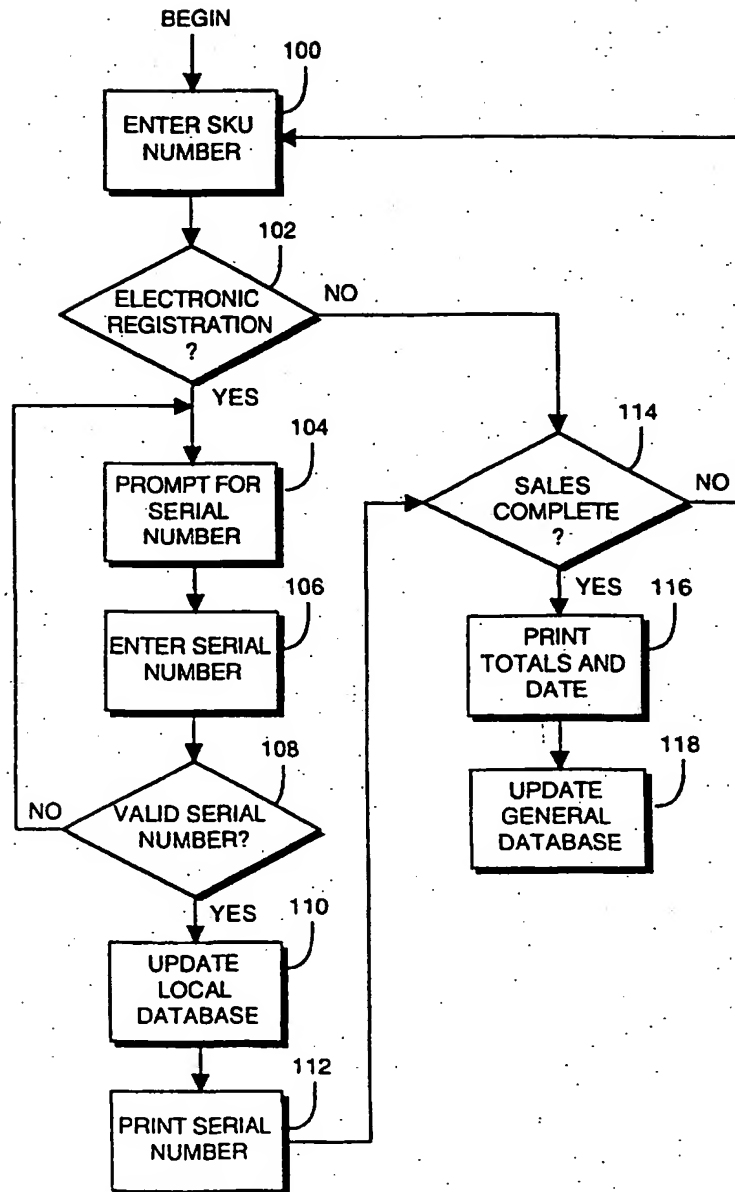 BEGIN
100
ENTER SKU
NUMBER
102
ELECTRONIC
REGISTRATION
?
NO
YES
104
PROMPT FOR
SERIAL
NUMBER
106
ENTER SERIAL
NUMBER
108
VALID SERIAL
NUMBER?
NO
YES
110
UPDATE
LOCAL
DATABASE
112
PRINT SERIAL
NUMBER
114
SALES
COMPLETE
?
NO
YES
116
PRINT
TOTALS AND
DATE
118
UPDATE
GENERAL
DATABASE